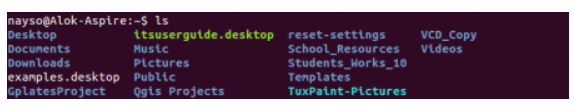 nayso@Alok-Aspire:~$ ls
Desktop itsuserguide.desktop reset-settings VCD_Copy
Documents Music School_Resources Videos
Downloads Pictures Students_Works_10
examples.desktop Public Templates
GplatesProject Qgis Projects TuxPaint-Pictures